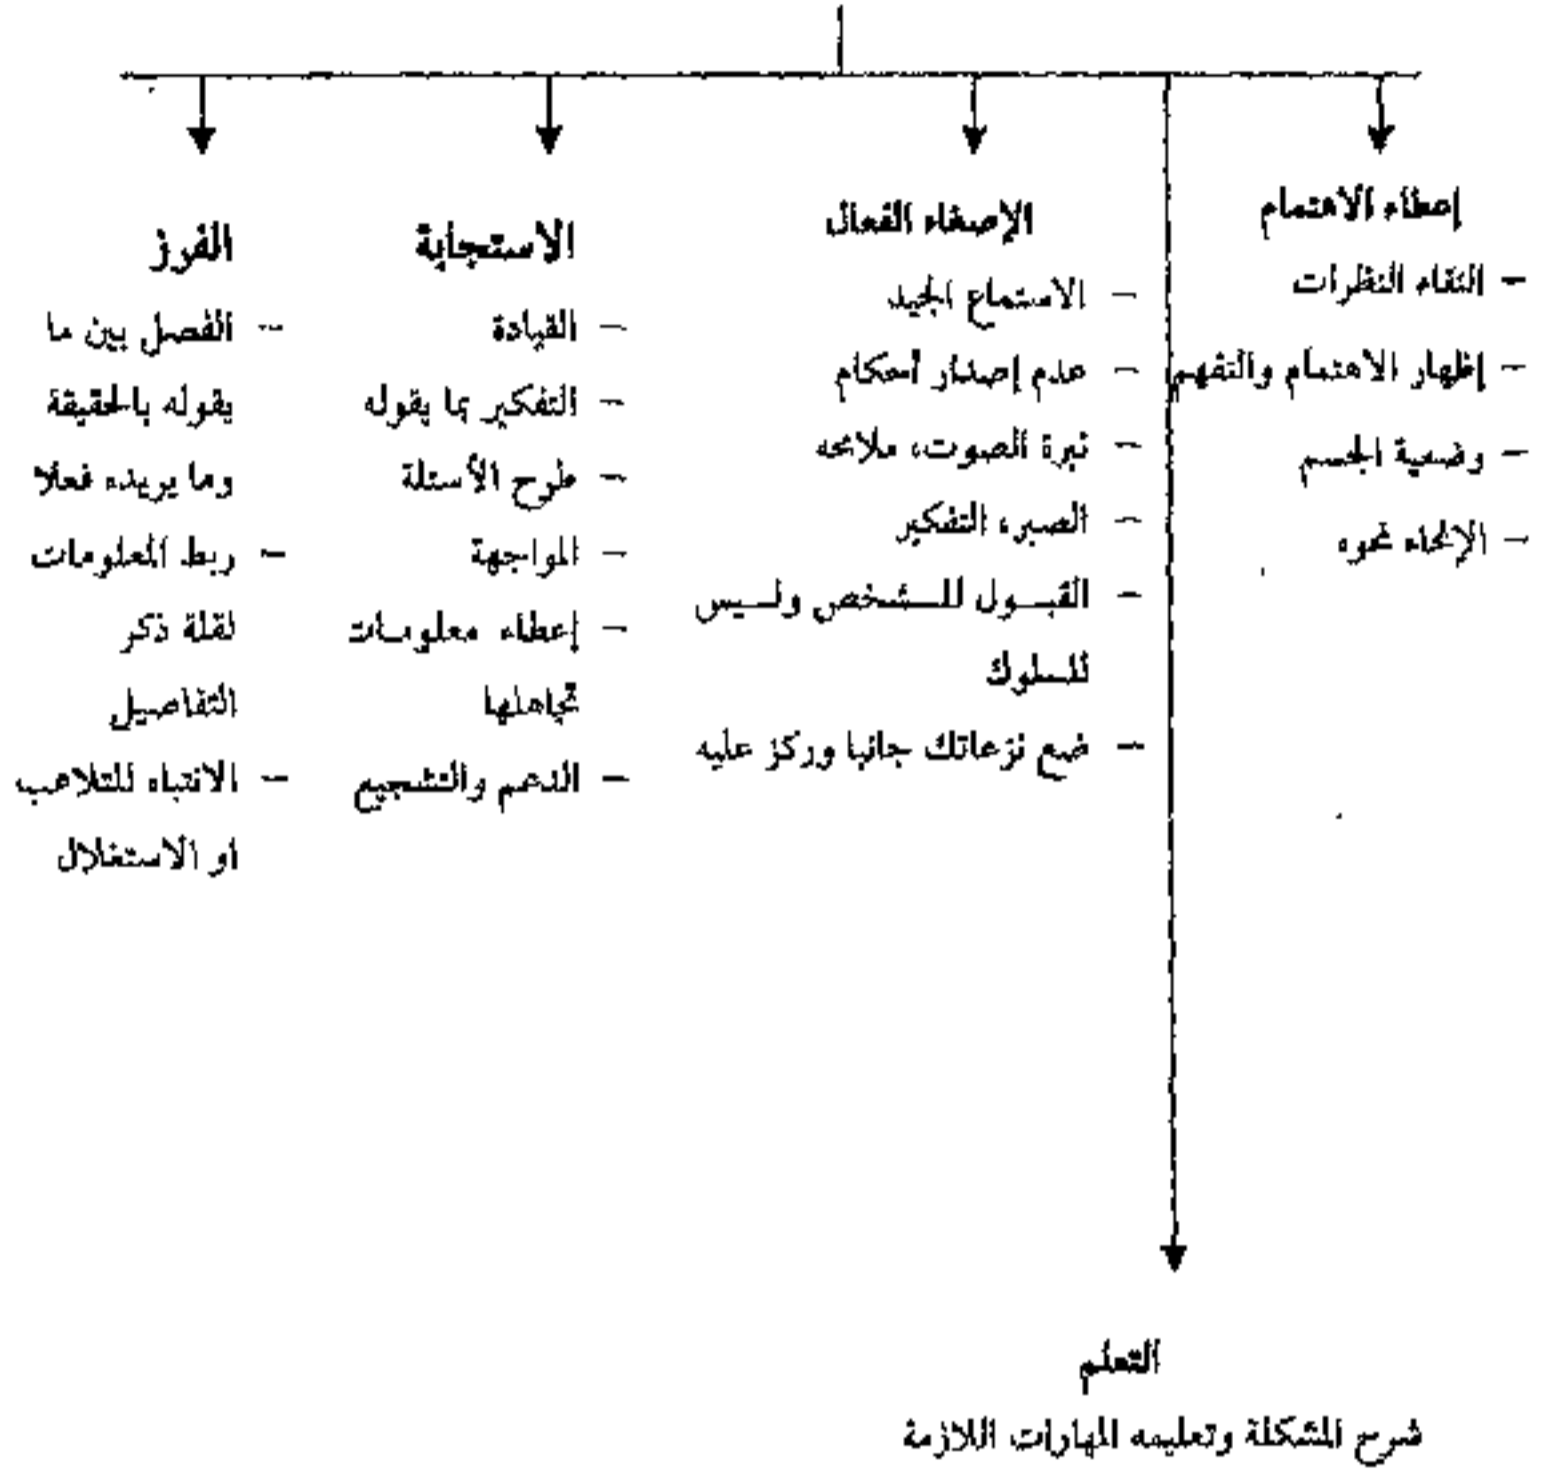 إعطاء الاهتمام
– التقاء النظرات
– إظهار الاهتمام والتفهم
– وضعية الجسم
– الإنحاء نحوه
الإصغاء الفعال
– الاستماع الجيد
– عدم إصدار أحكام
– نبرة الصوت، ملامحه
– الصبر، التفكير
– القبول للشخص وليس
للسلوك
– ضع نزعاتك جانبا وركز عليه
الاستجابة
– القيادة
– التفكير بما يقوله
– طرح الأسئلة
– المواجهة
– إعطاء معلومات
تجاهلها
– الدعم والتشجيع
الفرز
– الفصل بين ما
يقوله بالحقيقة
وما يريده فعلا
– ربط المعلومات
لقلة ذكر
التفاصيل
– الانتباه للتلاعب
او الاستغلال
التعلم
شرح المشكلة وتعليمه المهارات اللازمة